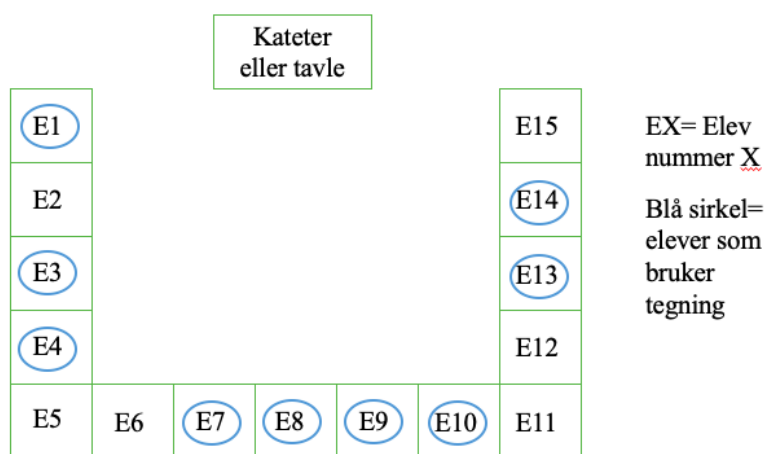 Kateter
eller tavle
E1
E15
EX= Elev
nummer X
E2
E14
Blå sirkel=
elever som
bruker
tegning
E3
E13
E4
E12
E5
E6
E7
E8
E9
E10
E11